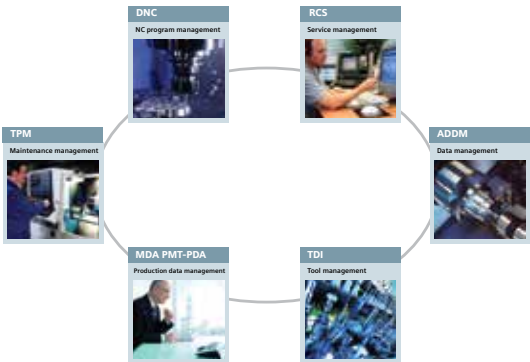 DNC
NC program management
RCS
Service management
TPM
Maintenance management
ADDM
Data management
MDA PMT-PDA
Production data management
TDI
Tool management